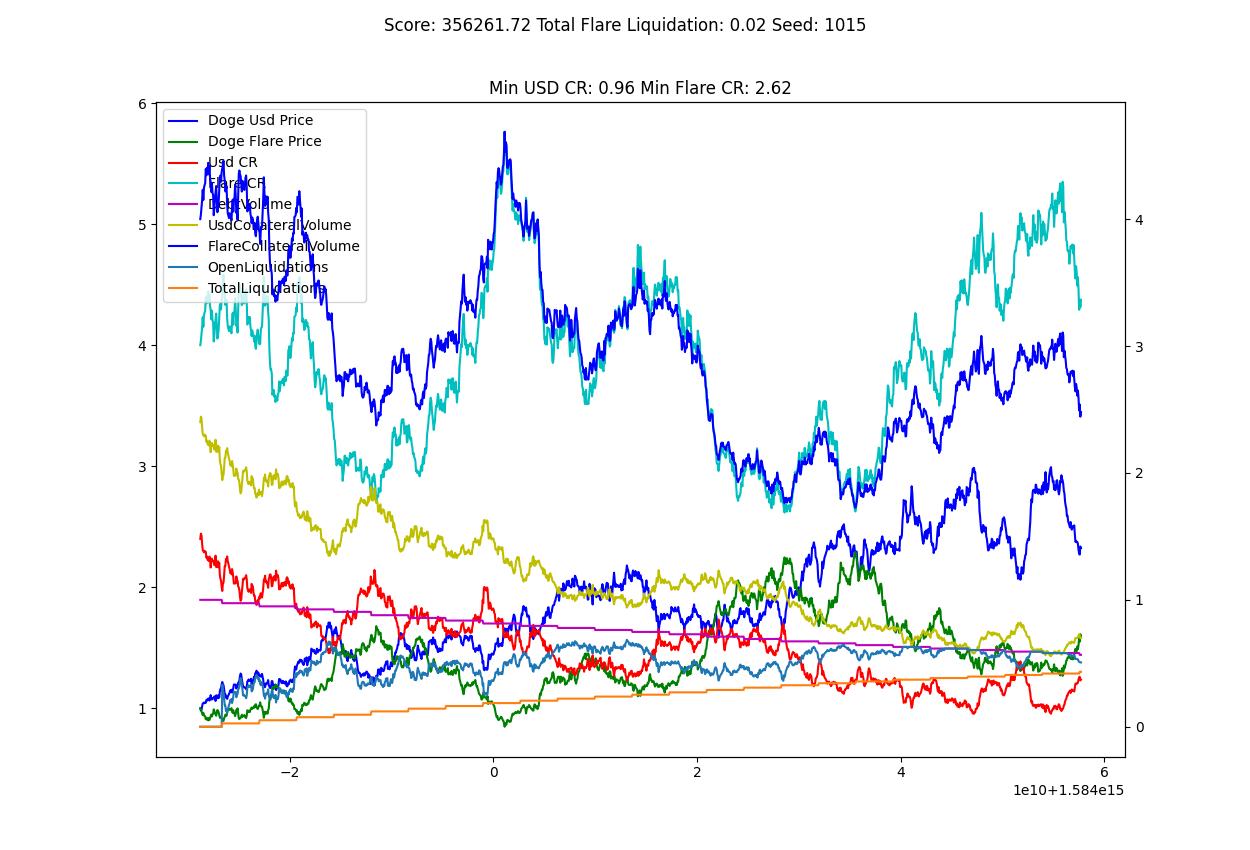 Score: 356261.72 Total Flare Liquidation: 0.02 Seed: 1015
Min USD CR: 0.96 Min Flare CR: 2.62
6
5
4
3
2
1
Doge Usd Price
Doge Flare Price
Usd CR
Flare CR
DebtVolume
UsdCollateralVolume
FlareCollateralVolume
OpenLiquidations
TotalLiquidations
4
3
2
1
0
−2
0
2
4
6
1e10+1.584e15